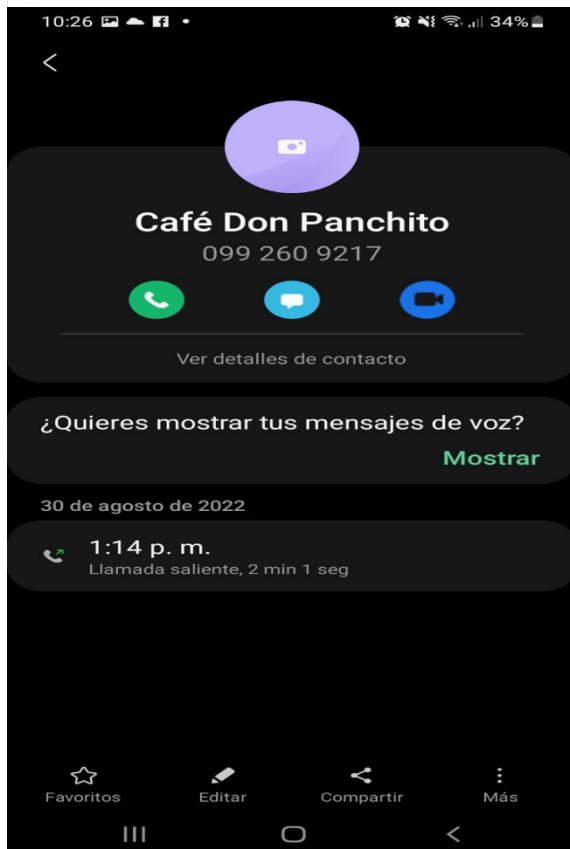 10:26 34%
Café Don Panchito
099 260 9217
Ver detalles de contacto
¿Quieres mostrar tus mensajes de voz?
Mostrar
30 de agosto de 2022
1:14 p. m.
Llamada saliente, 2 min 1 seg
Favoritos Editar Compartir Más